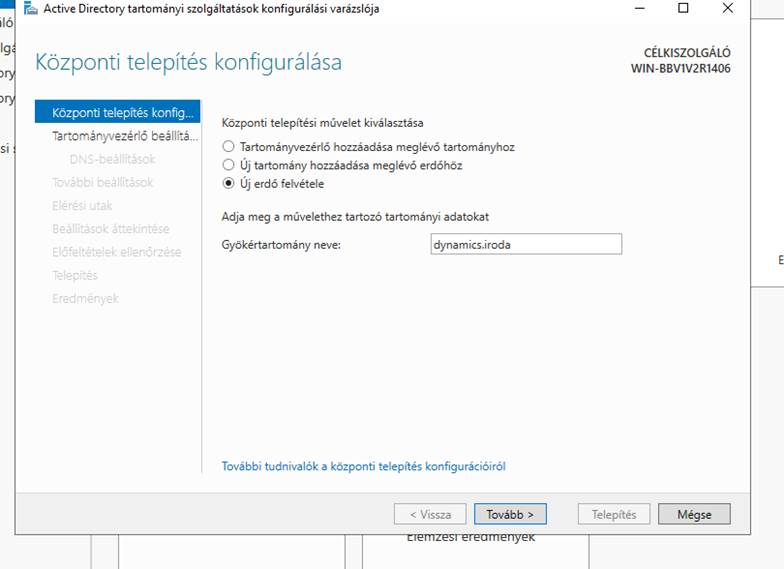 Active Directory tartományi szolgáltatások konfigurálási varázslója
Központi telepítés konfigurálása
CÉLKISZOLGÁLÓ
WIN-BBV1V2R1406
Központi telepítés konfig...
Tartományvezérlő beállítá...
DNS-beállítások
További beállítások
Elérési utak
Beállítások áttekintése
Előfeltételek ellenőrzése
Telepítés
Eredmények
Központi telepítési művelet kiválasztása
Tartományvezérlő hozzáadása meglévő tartományhoz
Új tartomány hozzáadása meglévő erdőhöz
Új erdő felvétele
Adja meg a művelethez tartozó tartományi adatokat
Gyökértartomány neve: dynamics.iroda
További tudnivalók a központi telepítés konfigurációiról
< Vissza
Tovább >
Telepítés
Mégse
Elemzési eredmények